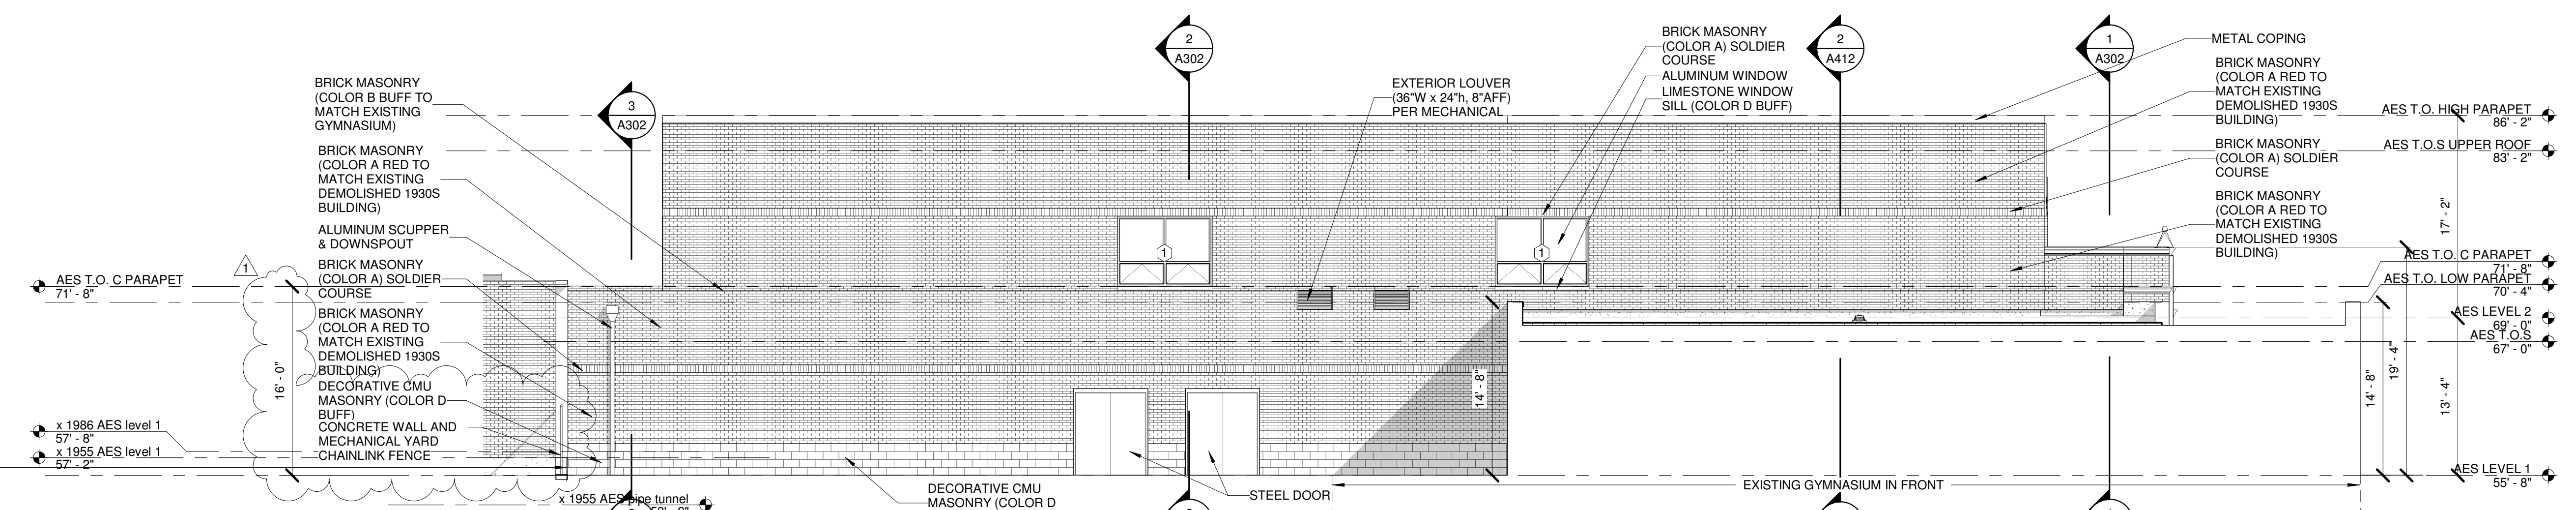 2
A302
3
A302
2
A412
1
A302
BRICK MASONRY
(COLOR B BUFF TO
MATCH EXISTING
GYMNASIUM)
BRICK MASONRY
(COLOR A RED TO
MATCH EXISTING
DEMOLISHED 1930S
BUILDING)
ALUMINUM SCUPPER
& DOWNSPOUT
BRICK MASONRY
(COLOR A) SOLDIER
COURSE
BRICK MASONRY
(COLOR A RED TO
MATCH EXISTING
DEMOLISHED 1930S
BUILDING)
DECORATIVE CMU
MASONRY (COLOR D
BUFF)
CONCRETE WALL AND
MECHANICAL YARD
CHAINLINK FENCE
1
AES T.O. C PARAPET
71' - 8"
16' - 0"
x 1986 AES level 1
57' - 8"
x 1955 AES level 1
57' - 2"
x 1955 AES pipe tunnel
EXTERIOR LOUVER
(36"W x 24"h, 8"AFF)
PER MECHANICAL
BRICK MASONRY
(COLOR A) SOLDIER
COURSE
ALUMINUM WINDOW
LIMESTONE WINDOW
SILL (COLOR D BUFF)
1
1
14' - 8"
DECORATIVE CMU
MASONRY (COLOR D
STEEL DOOR
EXISTING GYMNASIUM IN FRONT
METAL COPING
BRICK MASONRY
(COLOR A RED TO
MATCH EXISTING
DEMOLISHED 1930S
BUILDING)
BRICK MASONRY
(COLOR A) SOLDIER
COURSE
BRICK MASONRY
(COLOR A RED TO
MATCH EXISTING
DEMOLISHED 1930S
BUILDING)
AES T.O. HIGH PARAPET
86' - 2"
AES T.O.S UPPER ROOF
83' - 2"
17' - 2"
AES T.O. C PARAPET
71' - 8"
AES T.O. LOW PARAPET
70' - 4"
AES LEVEL 2
69' - 0"
AES T.O.S
67' - 0"
14' - 8"
19' - 4"
13' - 4"
AES LEVEL 1
55' - 8"